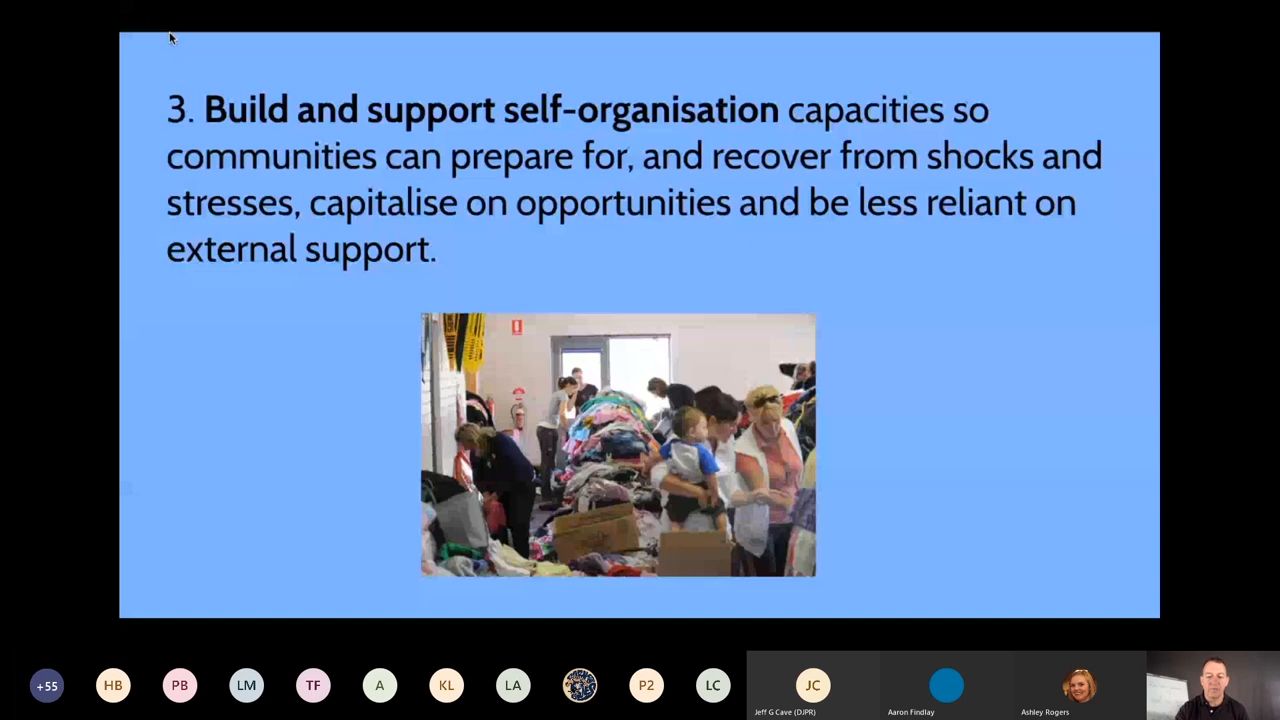 3. Build and support self-organisation capacities so
communities can prepare for, and recover from shocks and
stresses, capitalise on opportunities and be less reliant on
external support.
+55
HB
PB
LM
TF
A
KL
LA
P2
LC
JC
Jeff G Cave (DJPR)
Aaron Findlay
Ashley Rogers